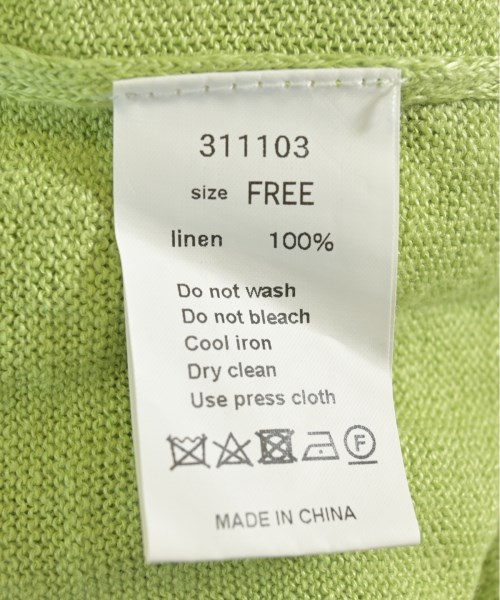 311103
size FREE
linen 100%
Do not wash
Do not bleach
Cool iron
Dry clean
Use press cloth
F
MADE IN CHINA